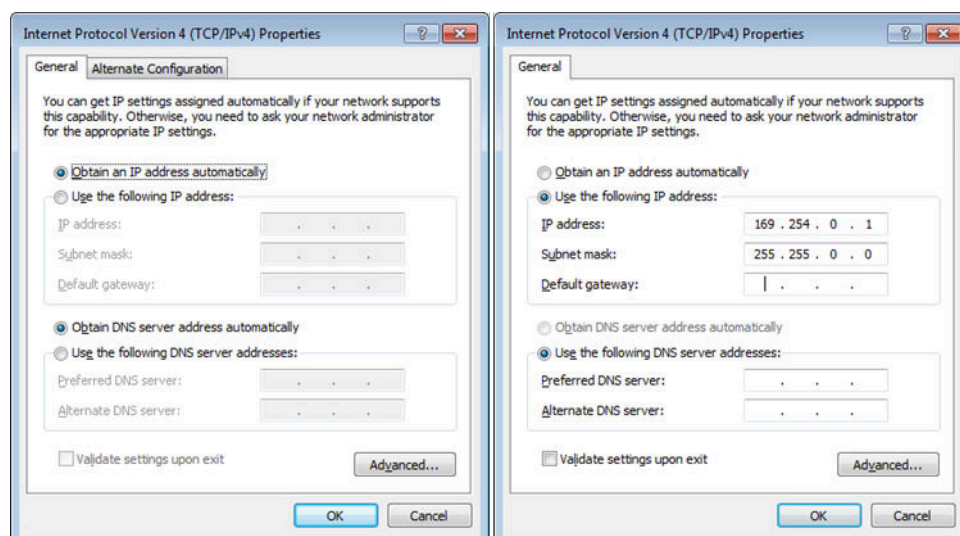 Internet Protocol Version 4 (TCP/IPv4) Properties
General
Alternate Configuration
You can get IP settings assigned automatically if your network supports
this capability. Otherwise, you need to ask your network administrator
for the appropriate IP settings.
Obtain an IP address automatically
Use the following IP address:
IP address:
. . .
Subnet mask:
. . .
Default gateway:
. . .
Obtain DNS server address automatically
Use the following DNS server addresses:
Preferred DNS server:
. . .
Alternate DNS server:
. . .
Validate settings upon exit
Advanced...
OK
Cancel
Internet Protocol Version 4 (TCP/IPv4) Properties
General
You can get IP settings assigned automatically if your network supports
this capability. Otherwise, you need to ask your network administrator
for the appropriate IP settings.
Obtain an IP address automatically
Use the following IP address:
IP address:
169 . 254 . 0 . 1
Subnet mask:
255 . 255 . 0 . 0
Default gateway:
. . .
Obtain DNS server address automatically
Use the following DNS server addresses:
Preferred DNS server:
. . .
Alternate DNS server:
. . .
Validate settings upon exit
Advanced...
OK
Cancel